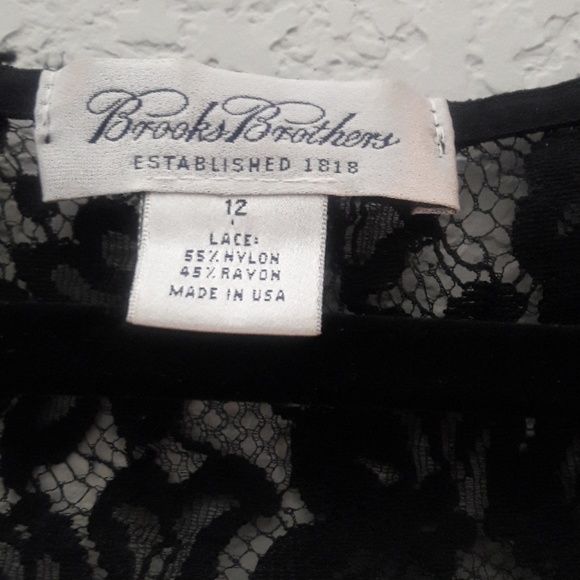 Brooks Brothers
ESTABLISHED 1818
12
LACE:
55% NYLON
45% RAYON
MADE IN USA